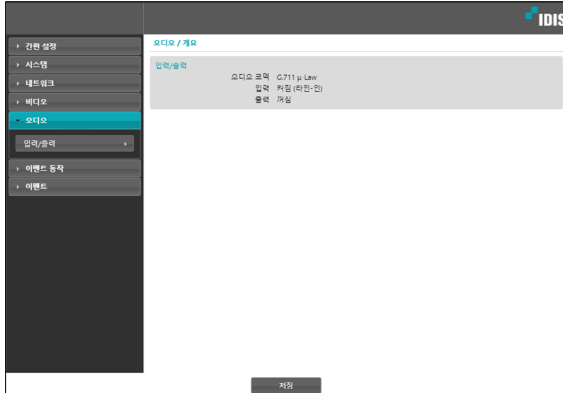 IDIS
간편 설정
시스템
네트워크
비디오
오디오
입력/출력
이벤트 동작
이벤트
오디오 / 개요
입력/출력
오디오 코덱 G.711 μ-Law
입력 켜짐 (라인-인)
출력 꺼짐
저장